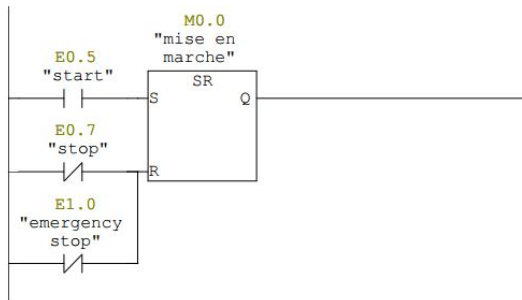 M0.0
"mise en
marche"
E0.5
"start"
SR
S
Q
E0.7
"stop"
R
E1.0
"emergency
stop"